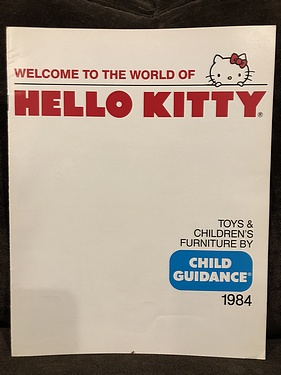 WELCOME TO THE WORLD OF
HELLO KITTY®
TOYS &
CHILDREN'S
FURNITURE BY
CHILD
GUIDANCE®
1984